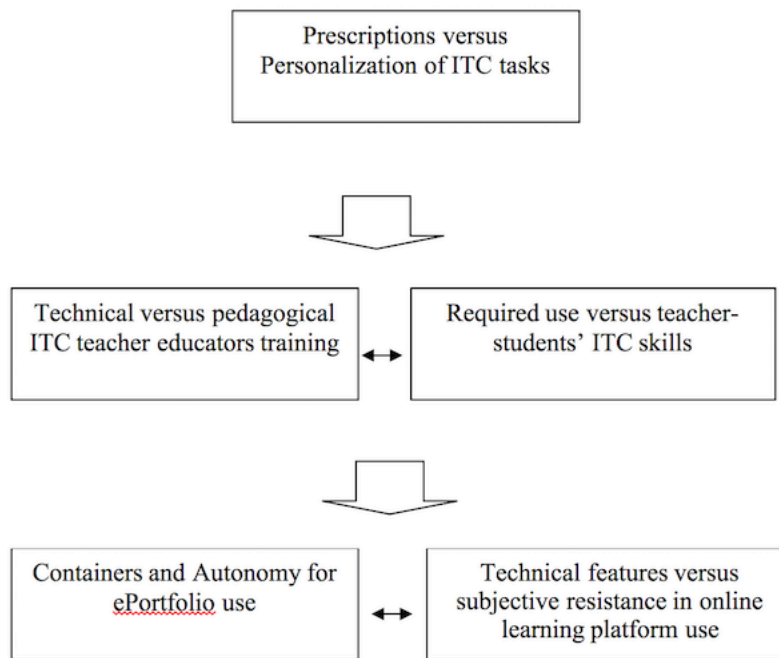 Prescriptions versus
Personalization of ITC tasks
Technical versus pedagogical
ITC teacher educators training
Required use versus teacher-
students' ITC skills
Containers and Autonomy for
ePortfolio use
Technical features versus
subjective resistance in online
learning platform use